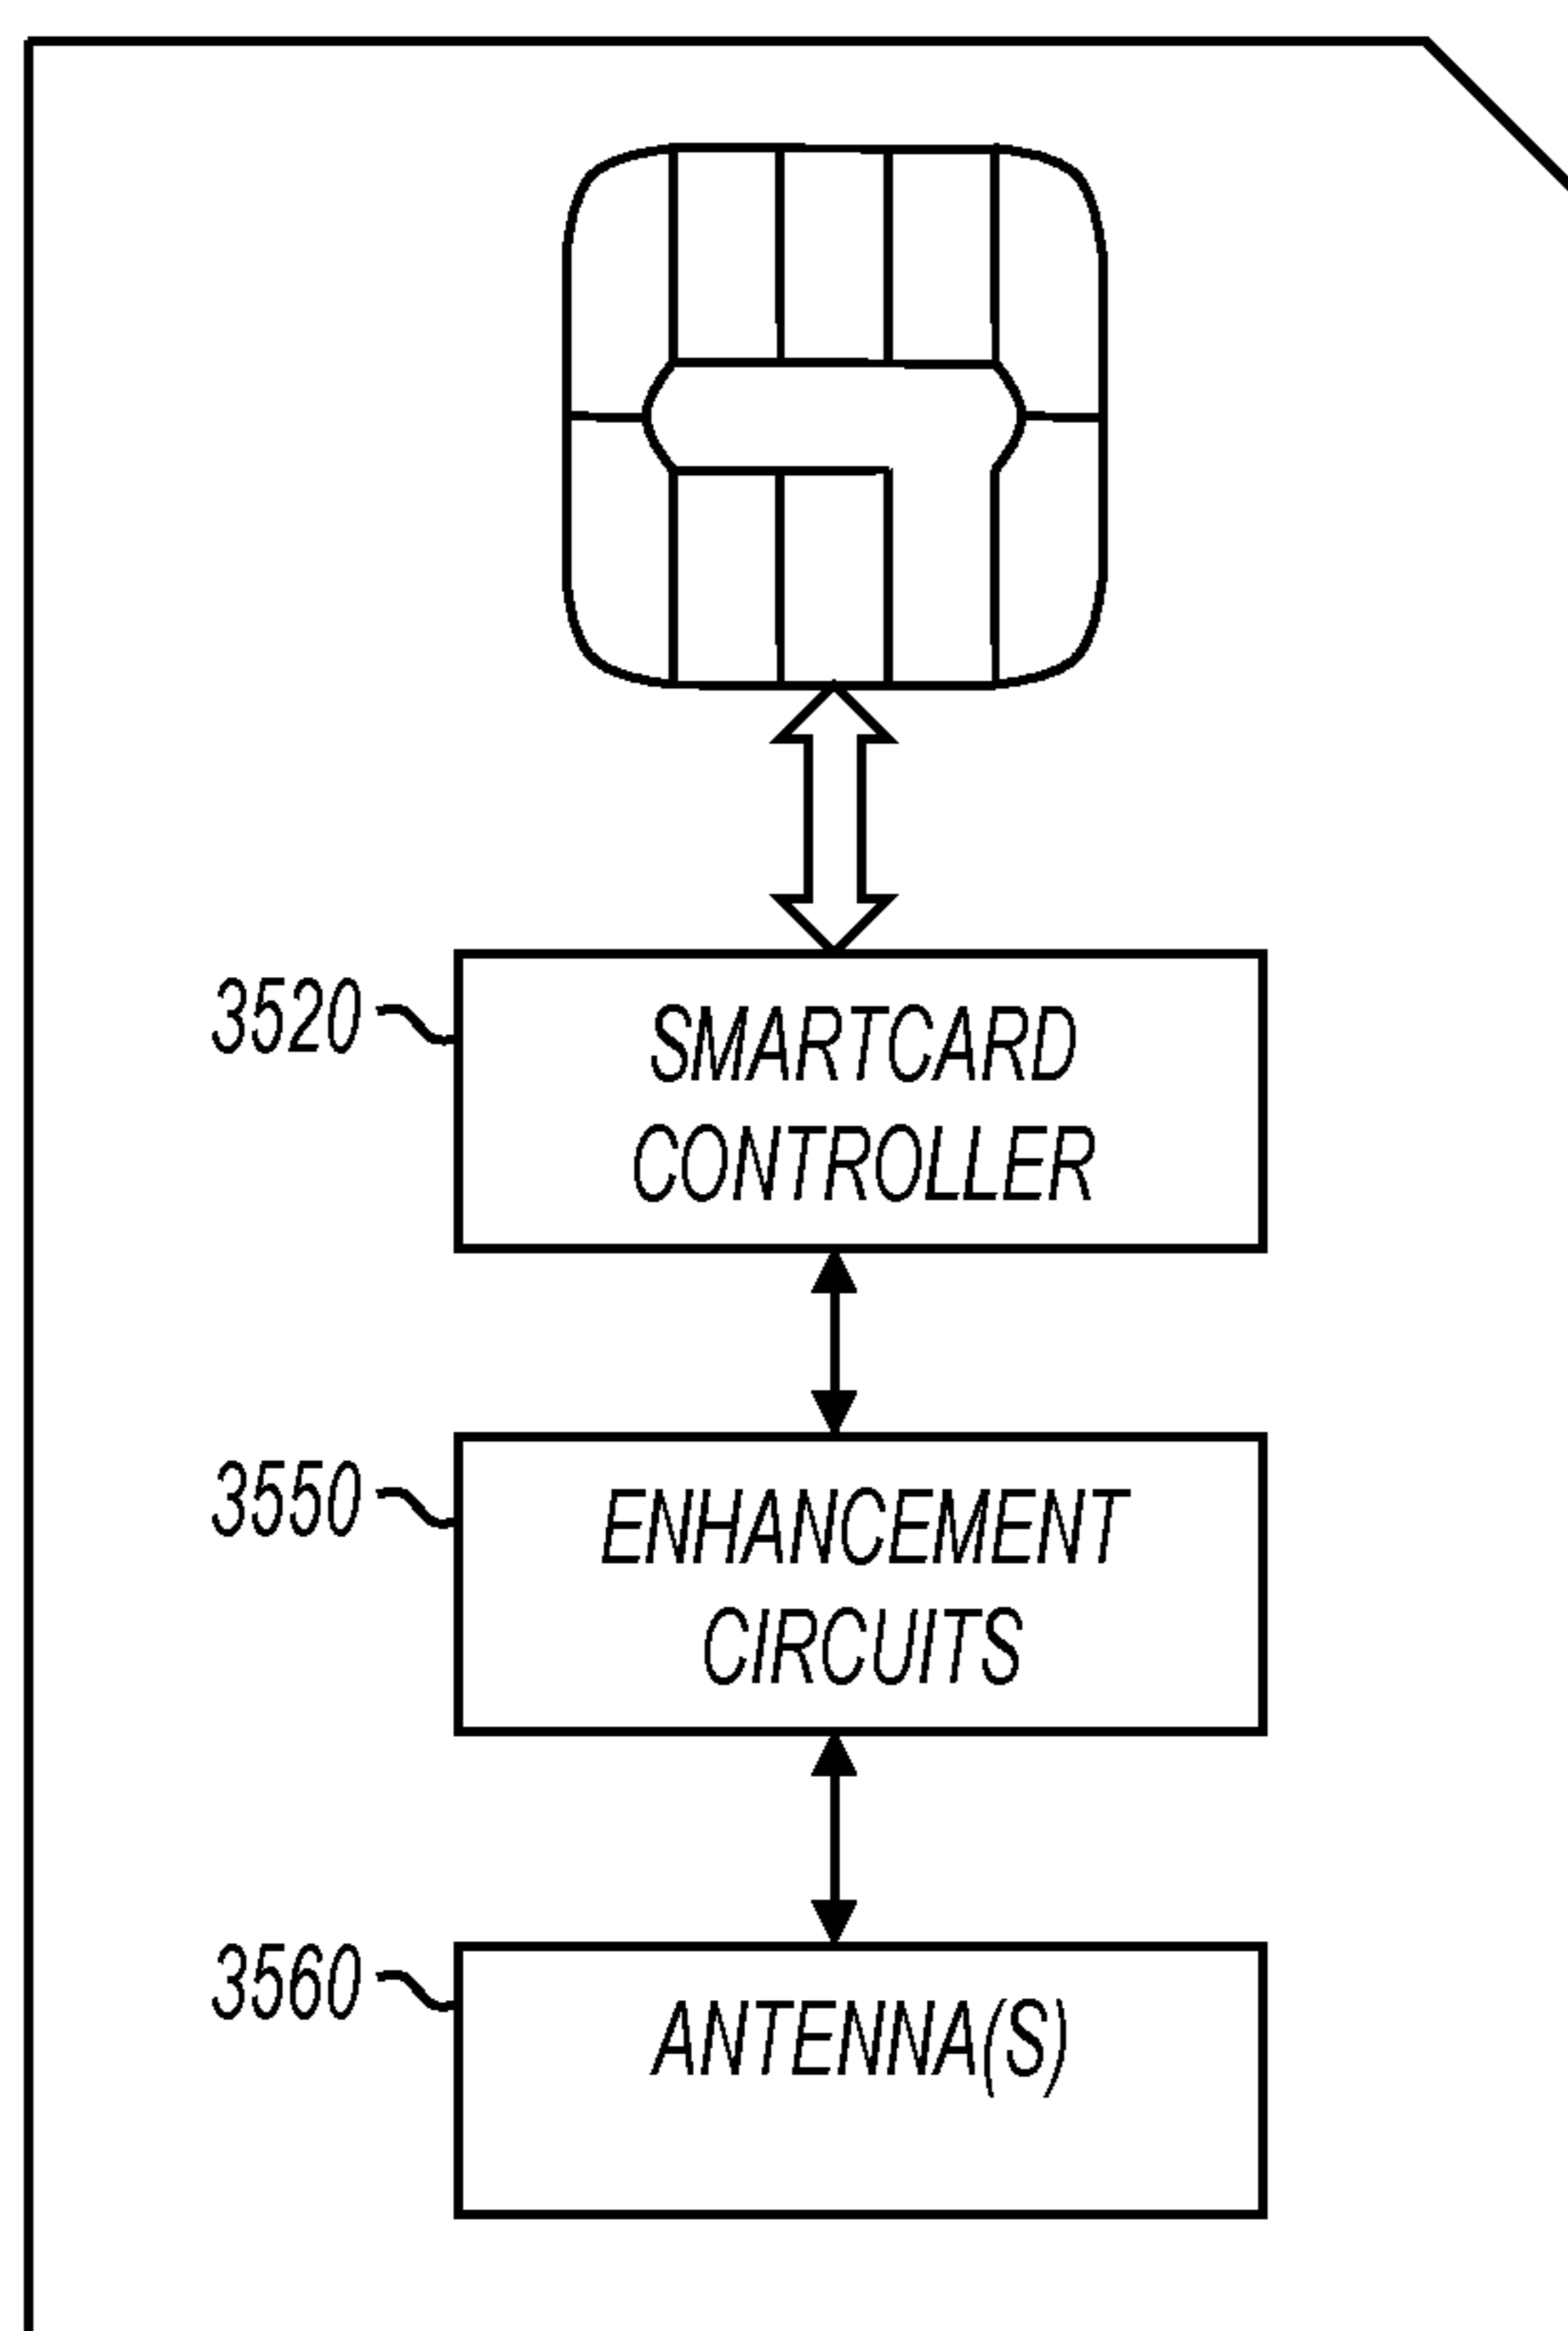 3520
SMARTCARD
CONTROLLER
3550
ENHANCEMENT
CIRCUITS
3560
ANTENNA(S)